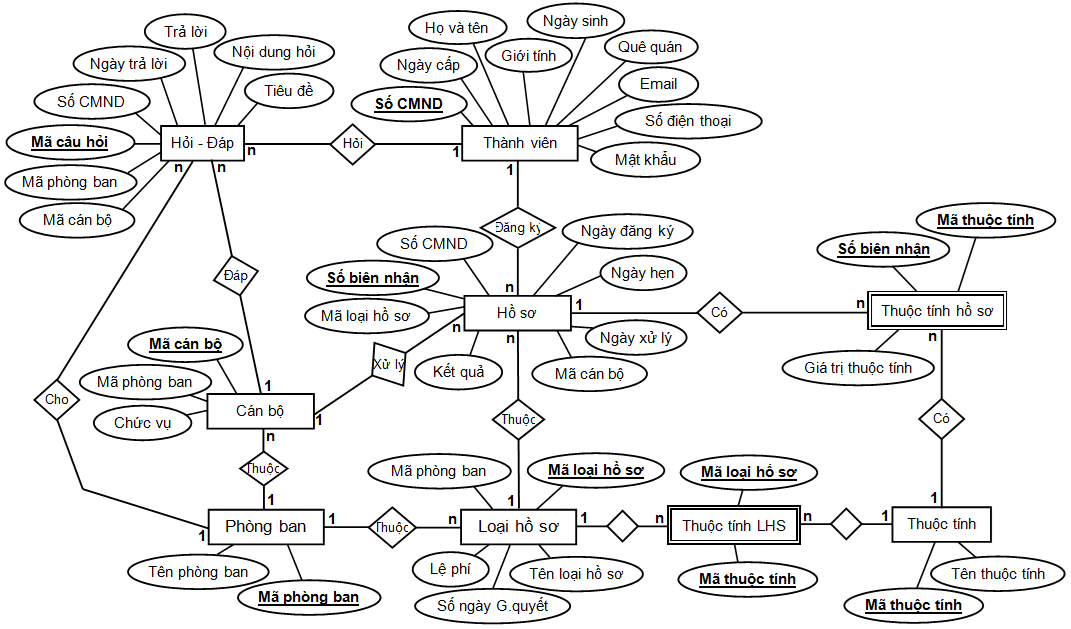 Trả lời
Nội dung hỏi
Ngày trả lời
Tiêu đề
Số CMND
Mã câu hỏi
Hỏi - Đáp
Mã phòng ban
Mã cán bộ
n
n
n
Hỏi
1
Họ và tên
Ngày sinh
Giới tính
Quê quán
Ngày cấp
Email
Số CMND
Số điện thoại
Thành viên
Mật khẩu
1
Đăng ký
n
Số CMND
Ngày đăng ký
Số biên nhận
Ngày hẹn
Mã loại hồ sơ
Hồ sơ
1
Ngày xử lý
Kết quả
Mã cán bộ
n
n
Có
n
Mã thuộc tính
Số biên nhận
Thuộc tính hồ sơ
Giá trị thuộc tính
n
Có
1
Đáp
1
Xử lý
1
Mã cán bộ
Mã phòng ban
Cán bộ
Chức vụ
n
Cho
Thuộc
1
1
Phòng ban
1
Tên phòng ban
Mã phòng ban
Thuộc
n
Thuộc
1
Mã phòng ban
Mã loại hồ sơ
Loại hồ sơ
1
Lệ phí
Tên loại hồ sơ
Số ngày G.quyết
n
Mã loại hồ sơ
Thuộc tính LHS
n
Mã thuộc tính
1
Thuộc tính
Tên thuộc tính
Mã thuộc tính